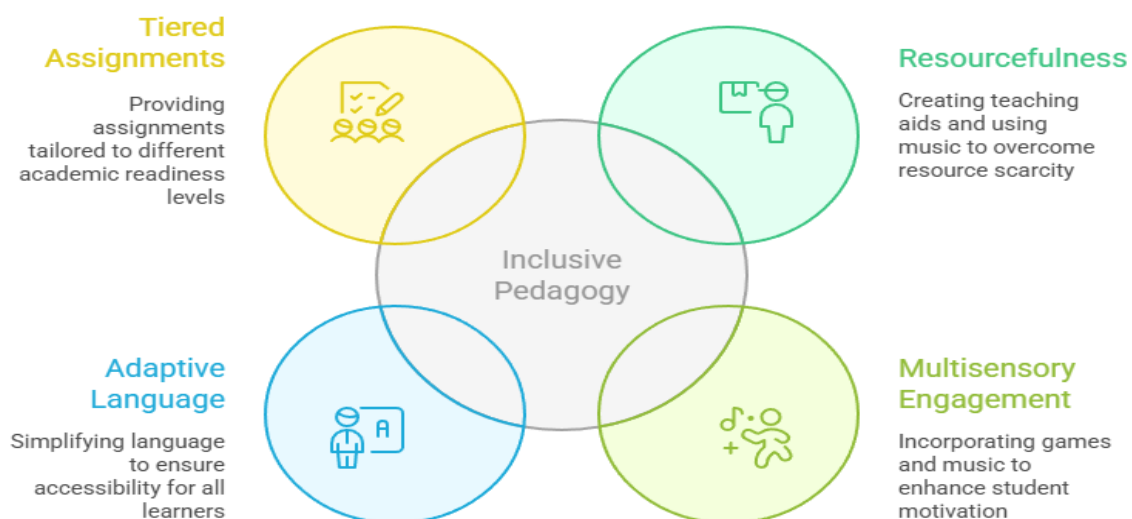 Tiered
Assignments
Providing
assignments
tailored to different
academic readiness
levels
Resourcefulness
Creating teaching
aids and using
music to overcome
resource scarcity
Inclusive
Pedagogy
Adaptive
Language
Simplifying language
to ensure
accessibility for all
learners
A
Multisensory
Engagement
Incorporating games
and music to
enhance student
motivation